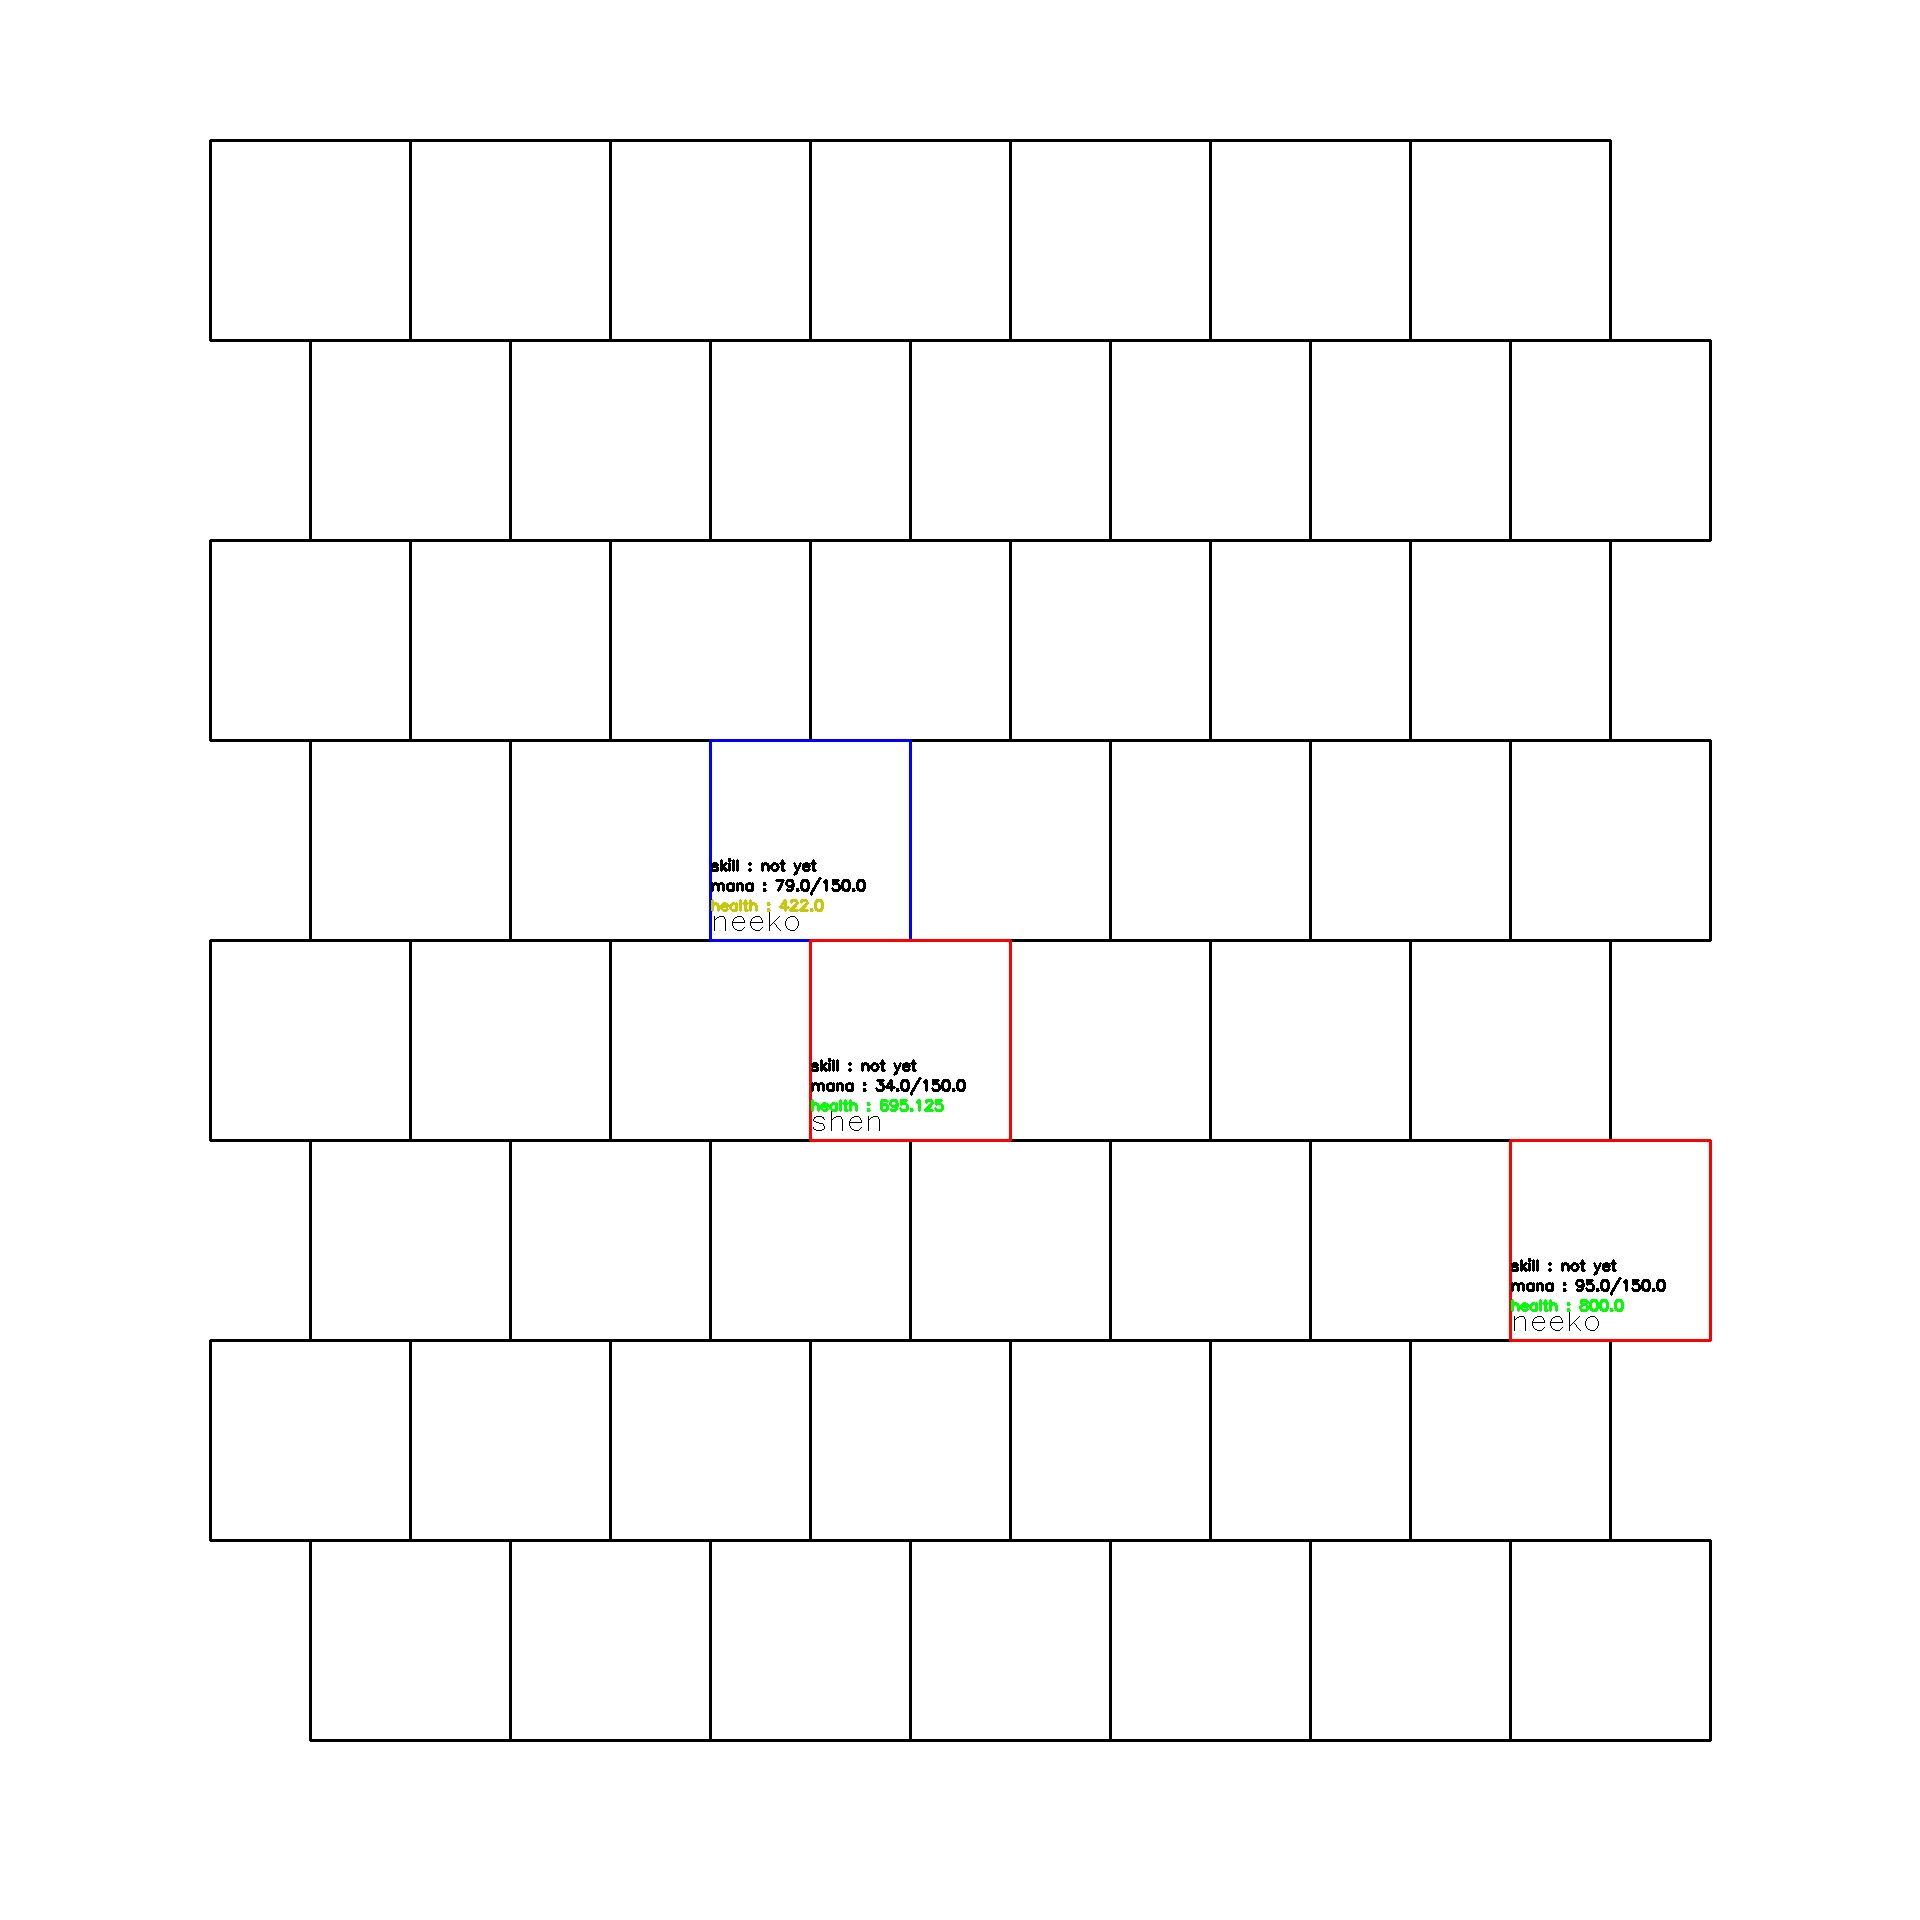 skill : not yet
mana : 79.0/150.0
health : 422.0
neeko
skill : not yet
mana : 34.0/150.0
health : 695.125
shen
skill : not yet
mana : 95.0/150.0
health : 800.0
neeko